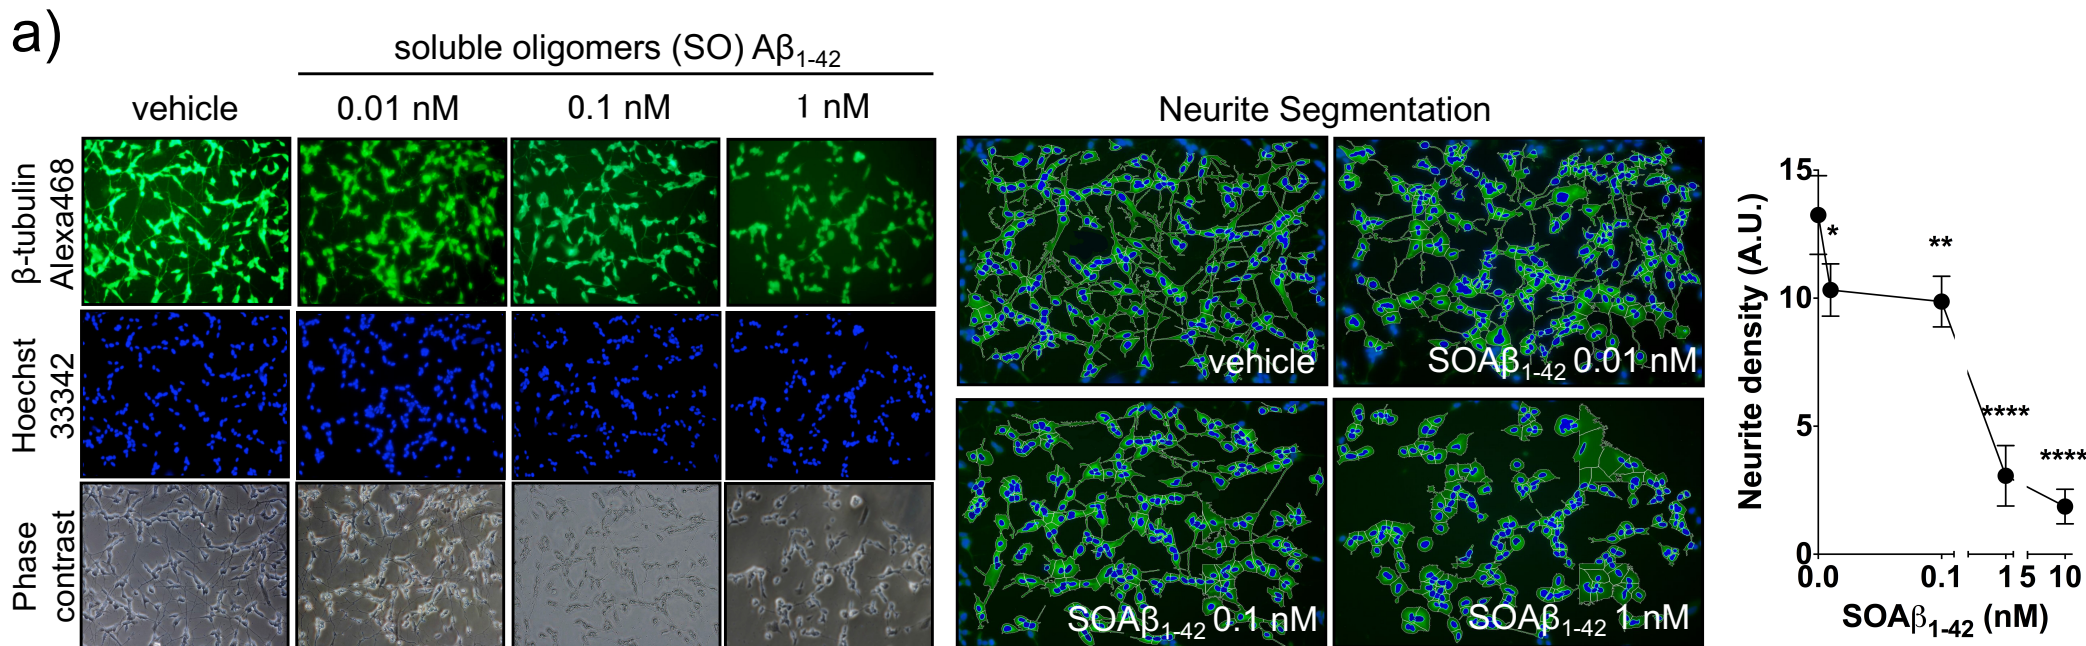 a)
soluble oligomers (SO) Aβ1-42
vehicle
0.01 nM
0.1 nM
1 nM
β-tubulin
Alexa468
Hoechst
33342
Phase
contrast
Neurite Segmentation
vehicle
SOAβ1-42 0.01 nM
SOAβ1-42 0.1 nM
SOAβ1-42 1 nM
Neurite density (A.U.)
15
10
5
0
*
**
****
****
0.0
0.1
1
5
10
SOAβ1-42 (nM)